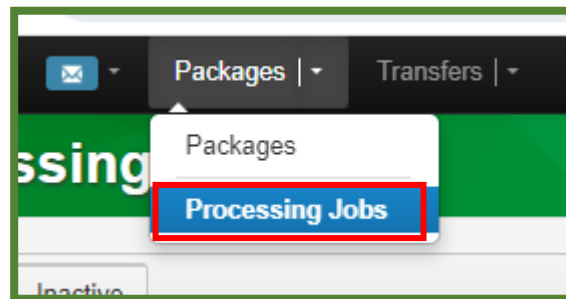 Packages | Transfers |
Packages
ssing
Processing Jobs
Inactive